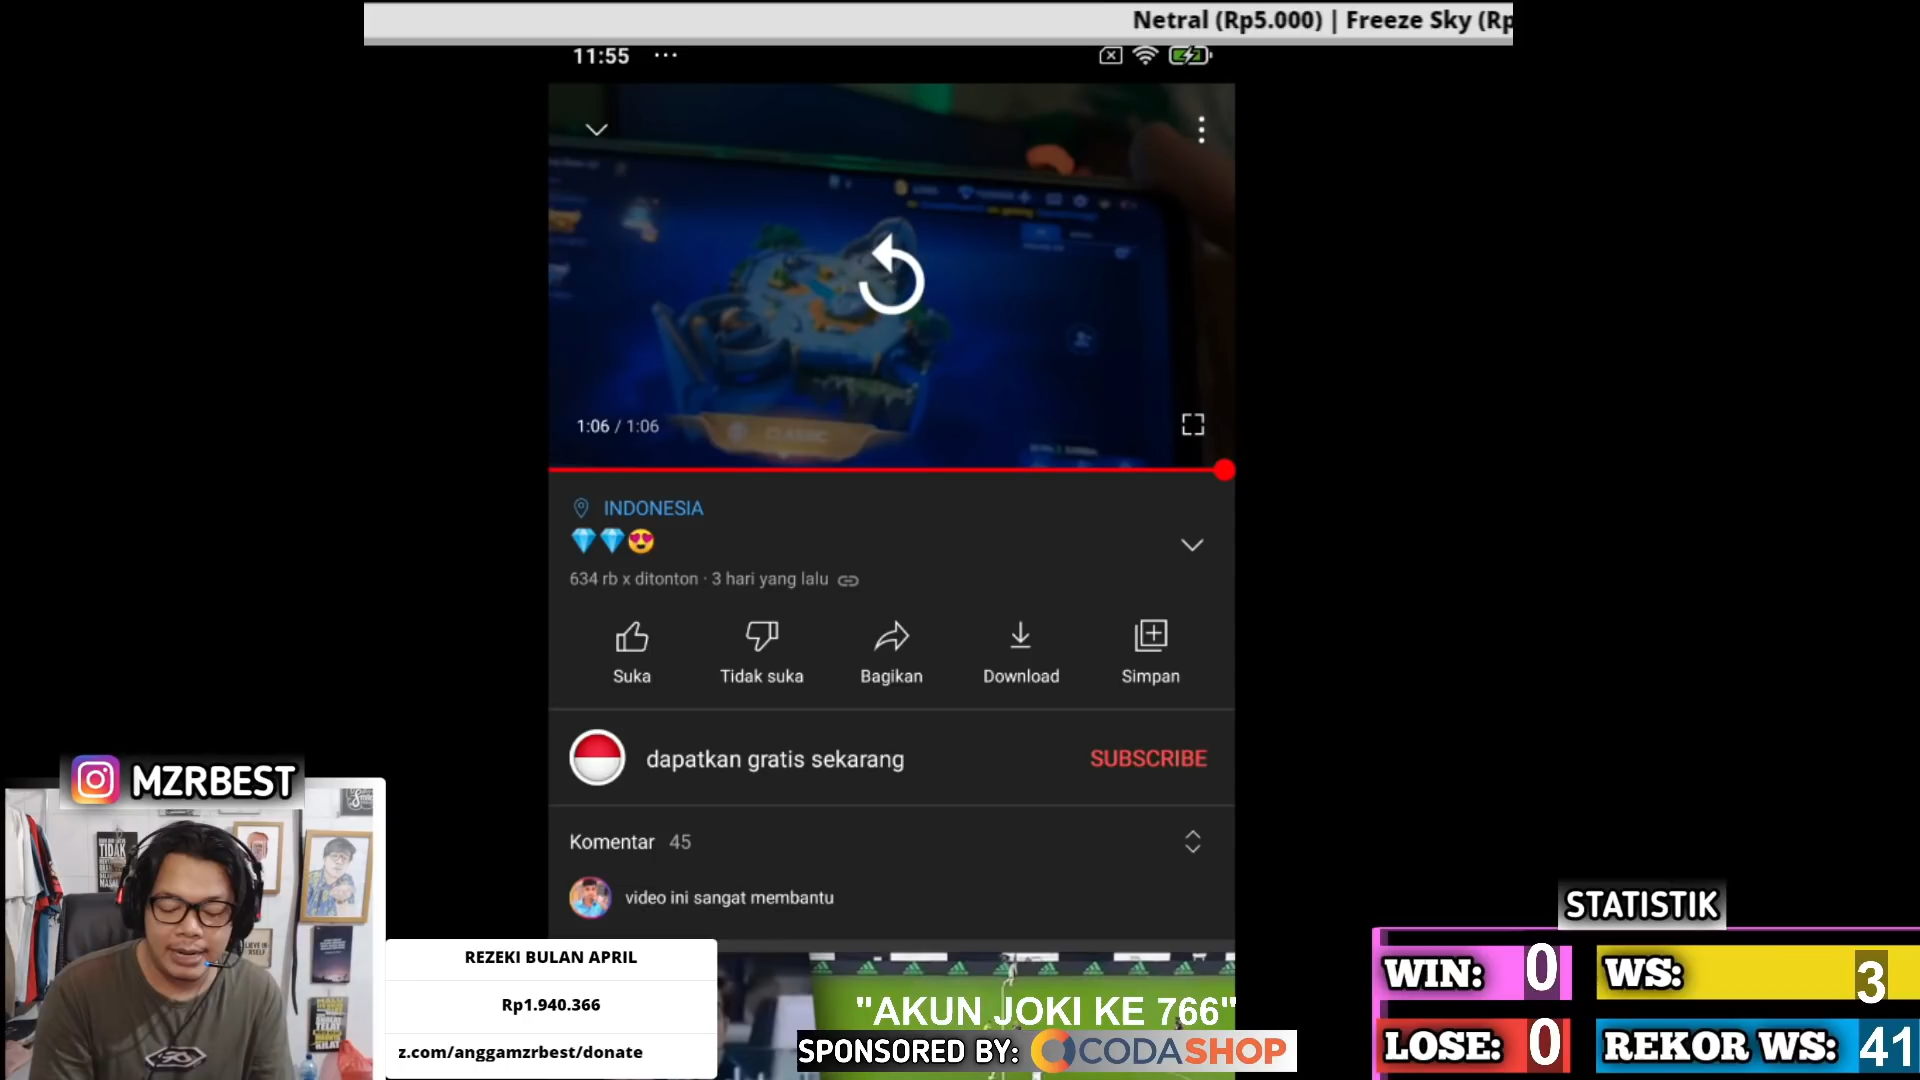 Netral (Rp5.000) | Freeze Sky (Rp
11:55
CLASSIC
1:06 / 1:06
INDONESIA
💎💎😍
634 rb x ditonton · 3 hari yang lalu
Suka
Tidak suka
Bagikan
Download
Simpan
dapatkan gratis sekarang
SUBSCRIBE
Komentar 45
video ini sangat membantu
MZRBEST
TIDAK
REZEKI BULAN APRIL
Rp1.940.366
z.com/anggamzrbest/donate
"AKUN JOKI KE 766"
SPONSORED BY: CODASHOP
STATISTIK
WIN: 0
WS: 3
LOSE: 0
REKOR WS: 41